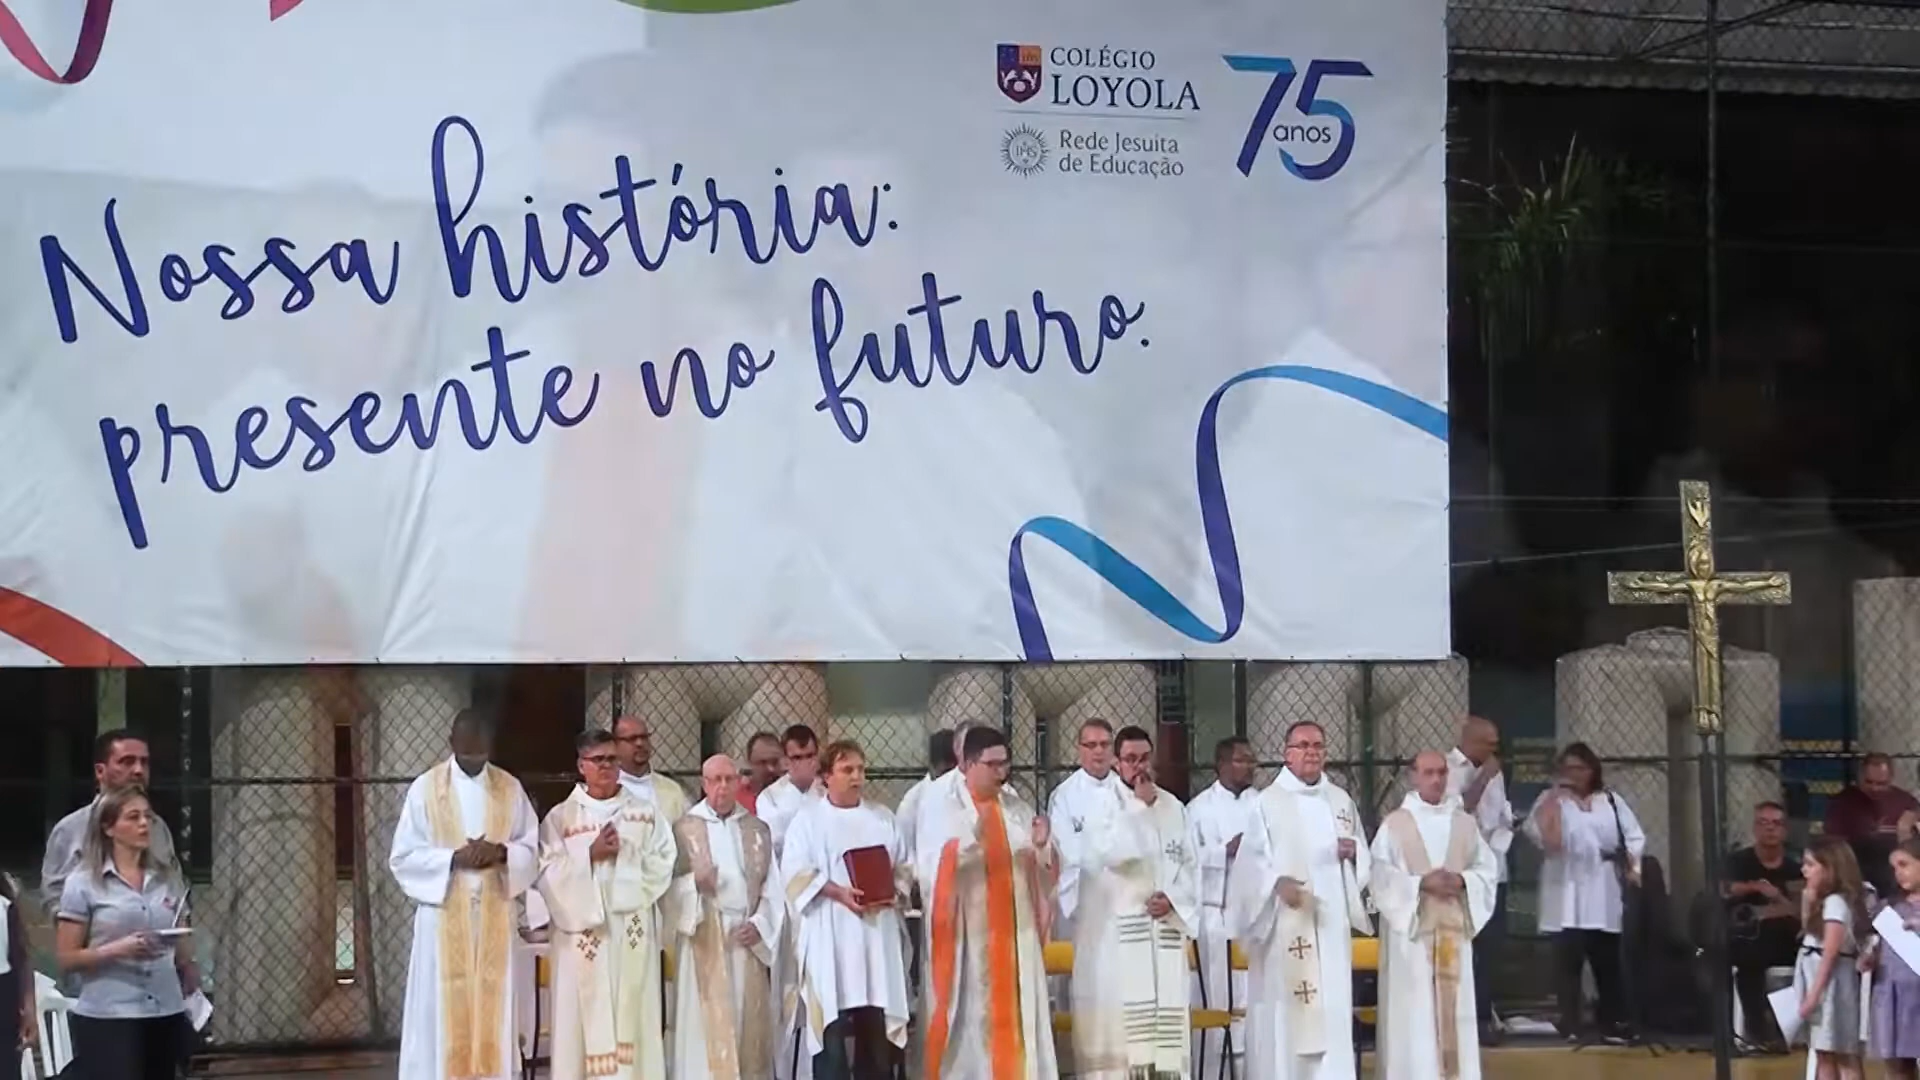 COLÉGIO
LOYOLA
Rede Jesuíta
de Educação
75
anos
Nossa história:
presente no futuro.